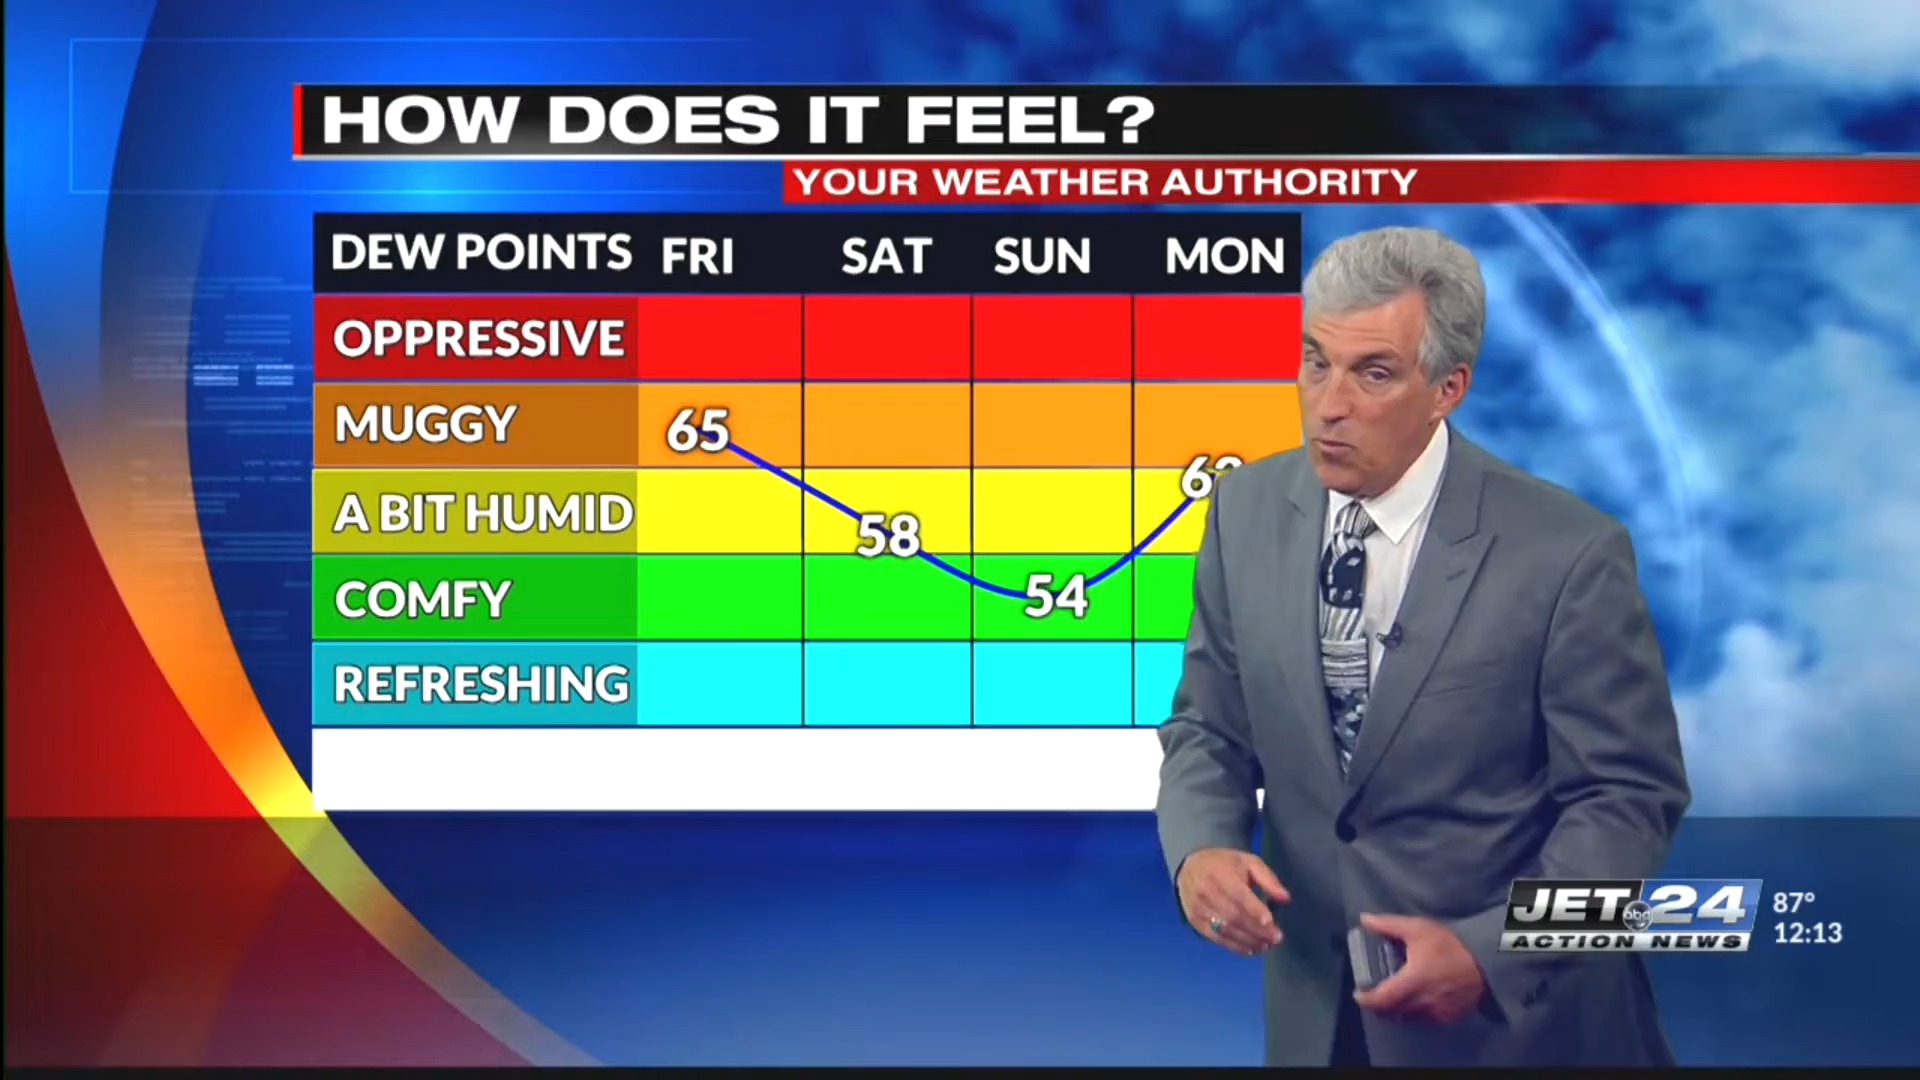 HOW DOES IT FEEL?
YOUR WEATHER AUTHORITY
DEW POINTS FRI SAT SUN MON
OPPRESSIVE
MUGGY 65
A BIT HUMID 58
COMFY 54
REFRESHING
JET 24
abc
ACTION NEWS
87°
12:13